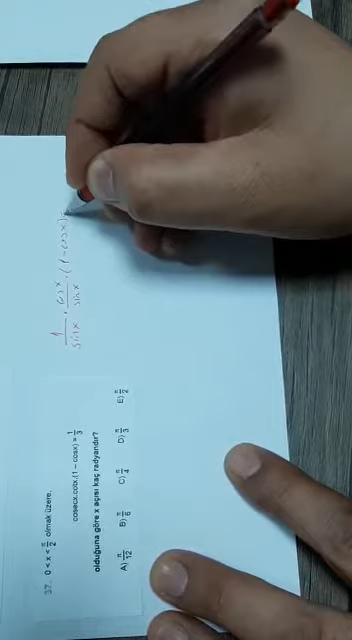 37. 0 < x < π/2 olmak üzere,
cosecx.cotx.(1 − cosx) = 1/3
olduğuna göre x açısı kaç radyandır?
A) π/12 B) π/6 C) π/4 D) π/3 E) π/2
1/sinx . cosx/sinx . (1-cosx)=